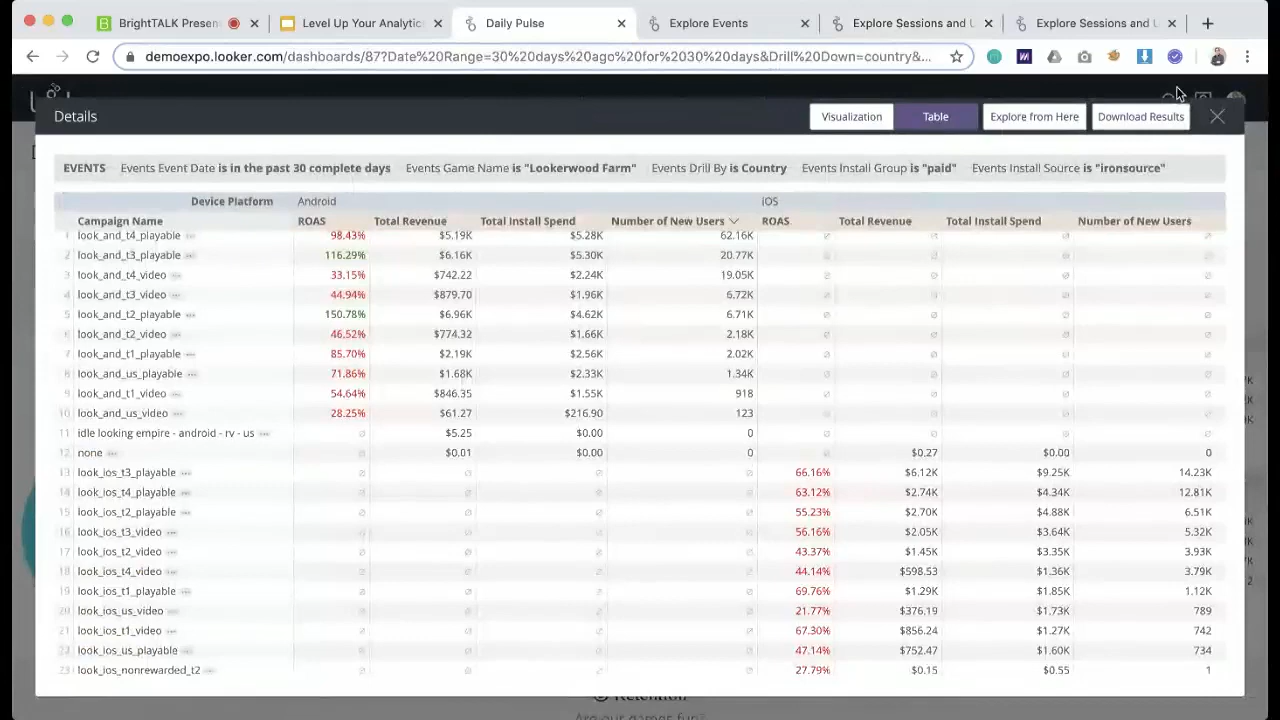 BrightTALK Presen
Level Up Your Analytic
Daily Pulse
Explore Events
Explore Sessions and U
Explore Sessions and U
demoexpo.looker.com/dashboards/87?Date%20Range=30%20days%20ago%20for%2030%20days&Drill%20Down=country&...
Details
Visualization
Table
Explore from Here
Download Results
EVENTS Events Event Date is in the past 30 complete days Events Game Name is "Lookerwood Farm" Events Drill By is Country Events Install Group is "paid" Events Install Source is "ironsource"
Device Platform Android iOS
Campaign Name ROAS Total Revenue Total Install Spend Number of New Users ROAS Total Revenue Total Install Spend Number of New Users
1 look_and_t4_playable 98.43% $5.19K $5.28K 62.16K ∅ ∅ ∅ ∅
2 look_and_t3_playable 116.29% $6.16K $5.30K 20.77K ∅ ∅ ∅ ∅
3 look_and_t4_video 33.15% $742.22 $2.24K 19.05K ∅ ∅ ∅ ∅
4 look_and_t3_video 44.94% $879.70 $1.96K 6.72K ∅ ∅ ∅ ∅
5 look_and_t2_playable 150.78% $6.96K $4.62K 6.71K ∅ ∅ ∅ ∅
6 look_and_t2_video 46.52% $774.32 $1.66K 2.18K ∅ ∅ ∅ ∅
7 look_and_t1_playable 85.70% $2.19K $2.56K 2.02K ∅ ∅ ∅ ∅
8 look_and_us_playable 71.86% $1.68K $2.33K 1.34K ∅ ∅ ∅ ∅
9 look_and_t1_video 54.64% $846.35 $1.55K 918 ∅ ∅ ∅ ∅
10 look_and_us_video 28.25% $61.27 $216.90 123 ∅ ∅ ∅ ∅
11 idle looking empire - android - rv - us ∅ $5.25 $0.00 0 ∅ ∅ ∅ ∅
12 none ∅ $0.01 $0.00 0 ∅ $0.27 $0.00 0
13 look_ios_t3_playable ∅ ∅ ∅ ∅ 66.16% $6.12K $9.25K 14.23K
14 look_ios_t4_playable ∅ ∅ ∅ ∅ 63.12% $2.74K $4.34K 12.81K
15 look_ios_t2_playable ∅ ∅ ∅ ∅ 55.23% $2.70K $4.88K 6.51K
16 look_ios_t3_video ∅ ∅ ∅ ∅ 56.16% $2.05K $3.64K 5.32K
17 look_ios_t2_video ∅ ∅ ∅ ∅ 43.37% $1.45K $3.35K 3.93K
18 look_ios_t4_video ∅ ∅ ∅ ∅ 44.14% $598.53 $1.36K 3.79K
19 look_ios_t1_playable ∅ ∅ ∅ ∅ 69.76% $1.29K $1.85K 1.12K
20 look_ios_us_video ∅ ∅ ∅ ∅ 21.77% $376.19 $1.73K 789
21 look_ios_t1_video ∅ ∅ ∅ ∅ 67.30% $856.24 $1.27K 742
22 look_ios_us_playable ∅ ∅ ∅ ∅ 47.14% $752.47 $1.60K 734
23 look_ios_nonrewarded_t2 ∅ ∅ ∅ ∅ 27.79% $0.15 $0.55 1
Retention
Are our games fun?